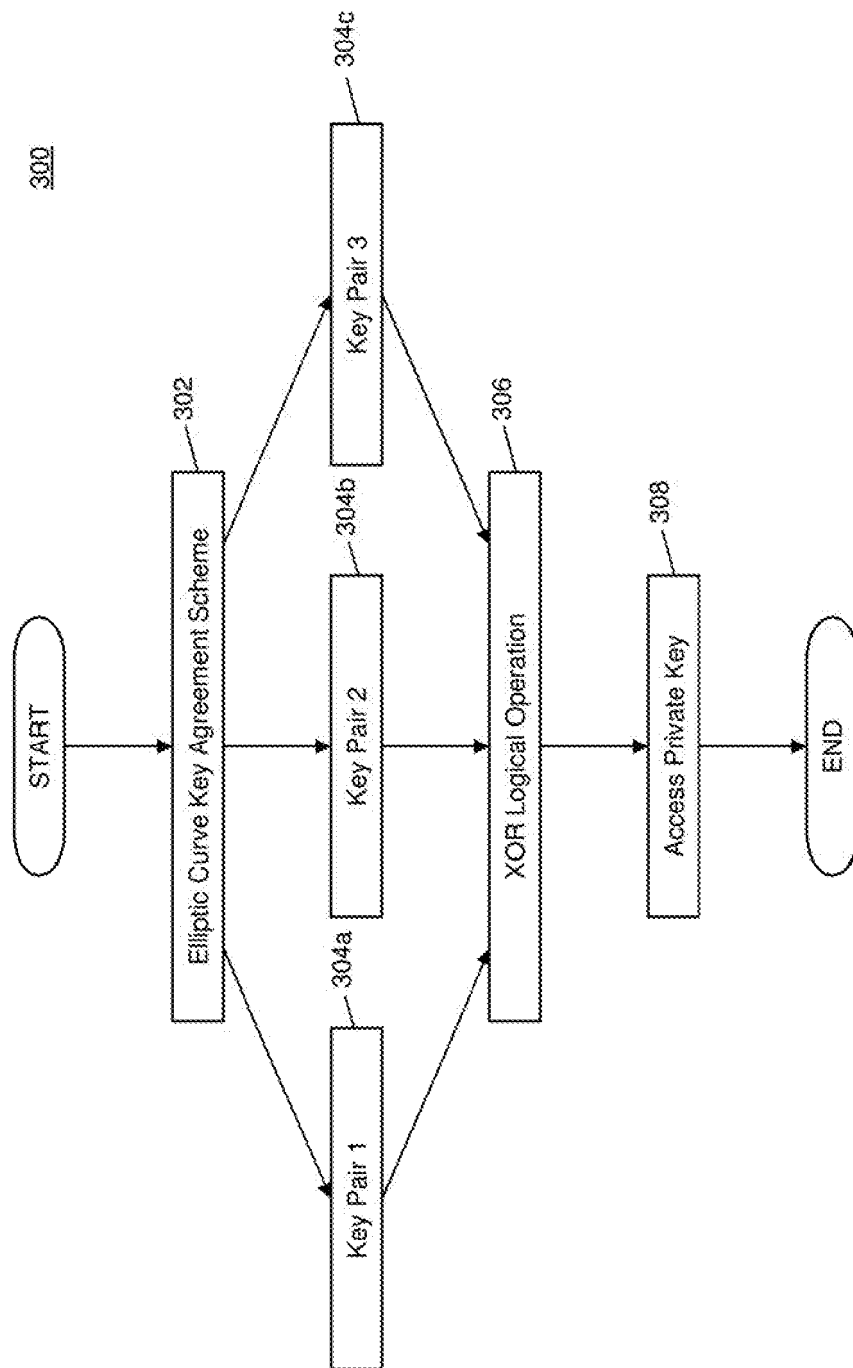 300
START
302
Elliptic Curve Key Agreement Scheme
304a
304b
304c
Key Pair 1
Key Pair 2
Key Pair 3
306
XOR Logical Operation
308
Access Private Key
END